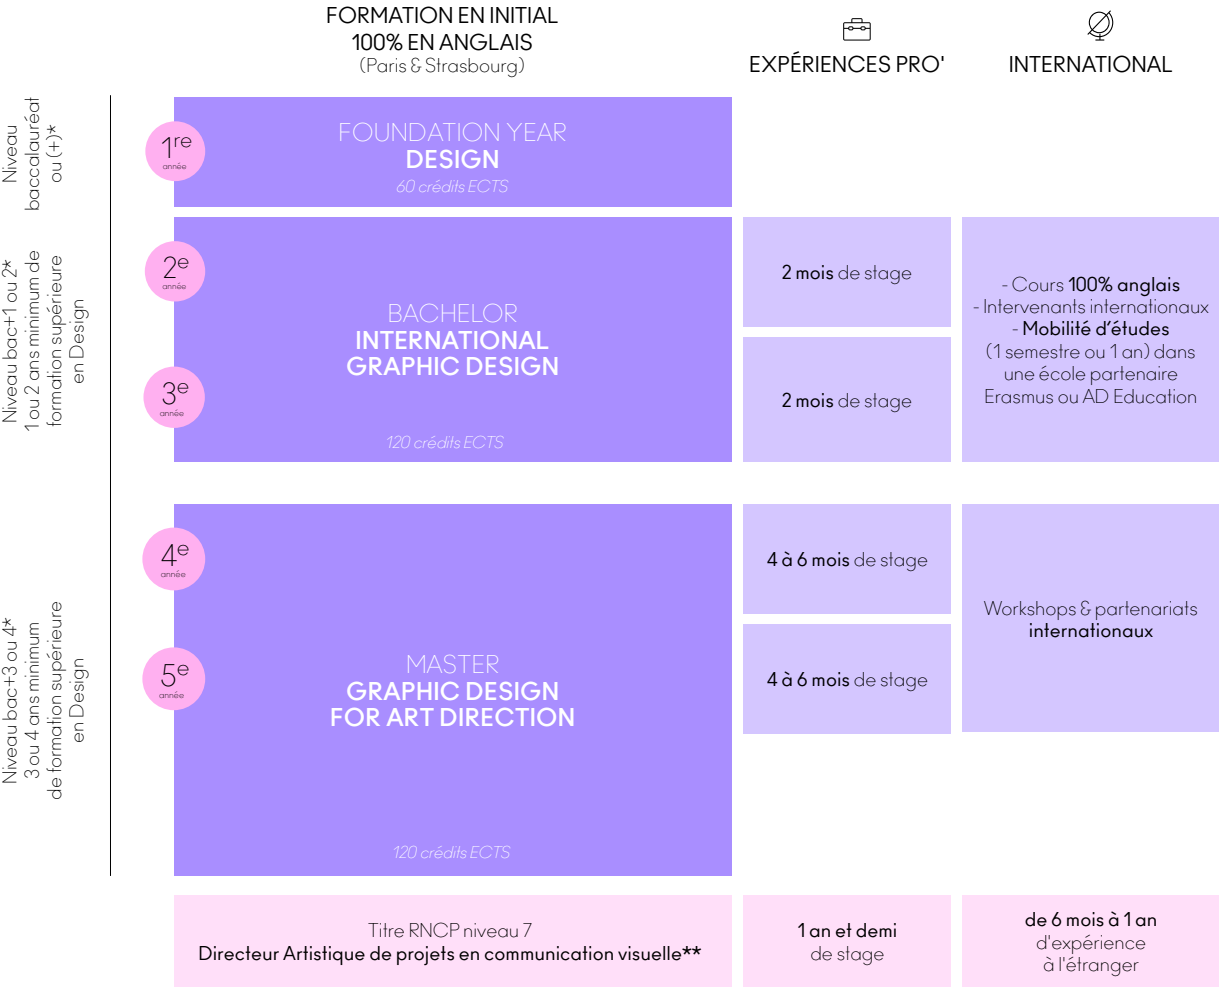 FORMATION EN INITIAL
100% EN ANGLAIS
(Paris & Strasbourg)
EXPÉRIENCES PRO'
INTERNATIONAL
Niveau
baccalauréat
ou (+)*
1re
année
FOUNDATION YEAR
DESIGN
60 crédits ECTS
Niveau bac+1 ou 2*
1 ou 2 ans minimum de
formation supérieure
en Design
2e
année
3e
année
BACHELOR
INTERNATIONAL
GRAPHIC DESIGN
120 crédits ECTS
2 mois de stage
2 mois de stage
- Cours 100% anglais
- Intervenants internationaux
- Mobilité d'études
(1 semestre ou 1 an) dans
une école partenaire
Erasmus ou AD Education
Niveau bac+3 ou 4*
3 ou 4 ans minimum
de formation supérieure
en Design
4e
année
5e
année
MASTER
GRAPHIC DESIGN
FOR ART DIRECTION
120 crédits ECTS
4 à 6 mois de stage
4 à 6 mois de stage
Workshops & partenariats
internationaux
Titre RNCP niveau 7
Directeur Artistique de projets en communication visuelle**
1 an et demi
de stage
de 6 mois à 1 an
d'expérience
à l'étranger